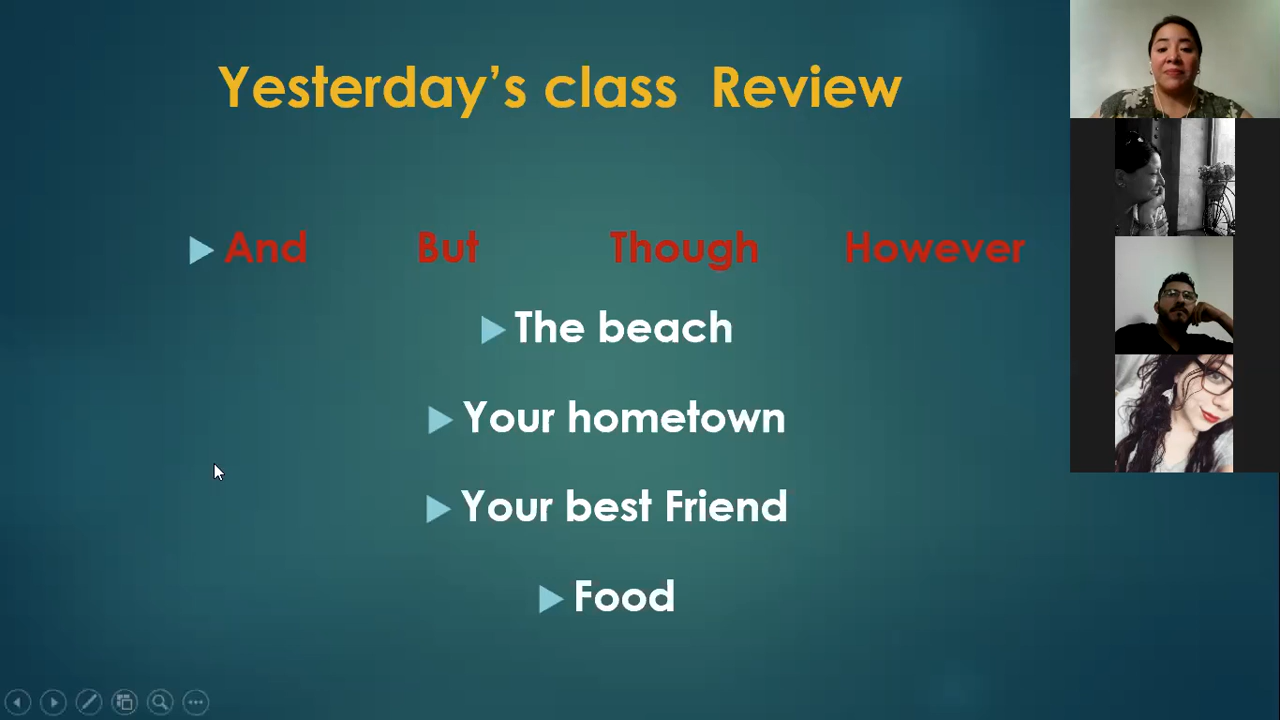 Yesterday’s class Review
And But Though However
The beach
Your hometown
Your best Friend
Food